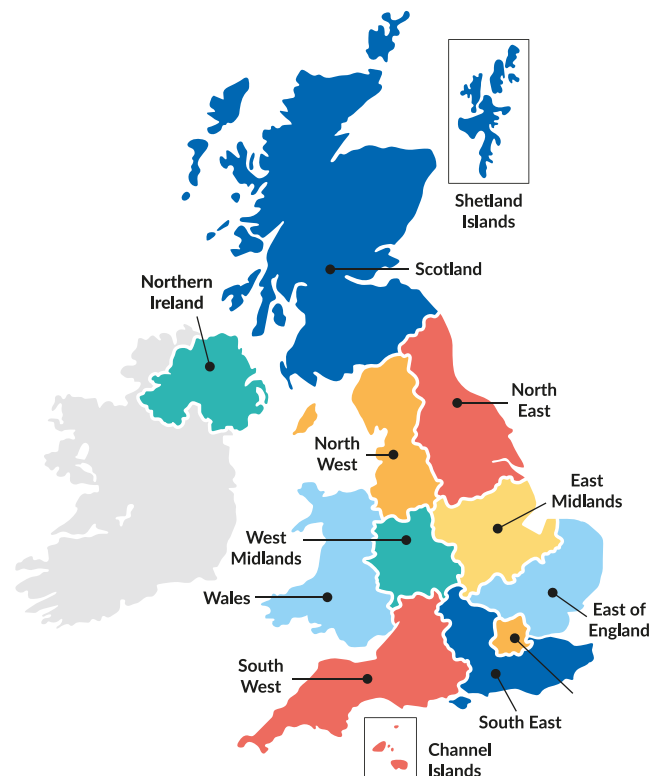 Shetland
Islands
Scotland
Northern
Ireland
North
East
North
West
East
Midlands
West
Midlands
Wales
East of
England
South
West
South East
Channel
Islands